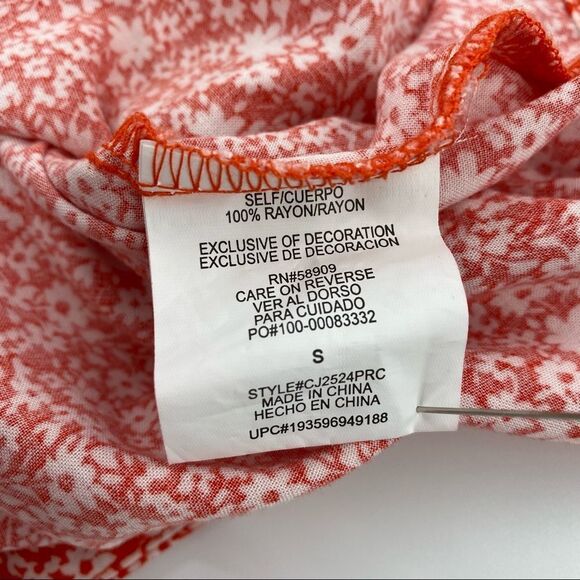 SELF/CUERPO
100% RAYON/RAYON
EXCLUSIVE OF DECORATION
EXCLUSIVE DE DECORACION
RN#58909
CARE ON REVERSE
VER AL DORSO
PARA CUIDADO
PO#100-00083332
S
STYLE#CJ2524PRC
MADE IN CHINA
HECHO EN CHINA
UPC#193596949188